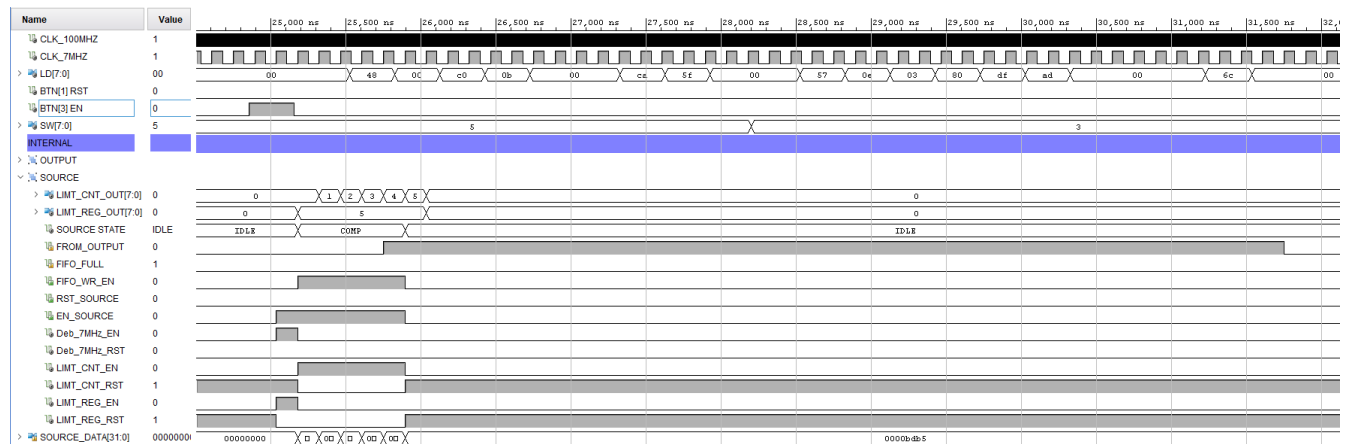 Name Value 25,000 ns 25,500 ns 26,000 ns 26,500 ns 27,000 ns 27,500 ns 28,000 ns 28,500 ns 29,000 ns 29,500 ns 30,000 ns 30,500 ns 31,000 ns 31,500 ns 32,
CLK_100MHZ 1
CLK_7MHZ 1
LD[7:0] 00 00 48 00 c0 0b 00 ca 5f 00 57 0e 03 80 df ad 00 6c 00
BTN[1] RST 0
BTN[3] EN 0
SW[7:0] 5 5 3
INTERNAL
OUTPUT
SOURCE
LIMT_CNT_OUT[7:0] 0 0 1 2 3 4 5 0
LIMT_REG_OUT[7:0] 0 0 5 0
SOURCE STATE IDLE IDLE COMP IDLE
FROM_OUTPUT 0
FIFO_FULL 1
FIFO_WR_EN 0
RST_SOURCE 0
EN_SOURCE 0
Deb_7MHz_EN 0
Deb_7MHz_RST 0
LIMT_CNT_EN 0
LIMT_CNT_RST 1
LIMT_REG_EN 0
LIMT_REG_RST 1
SOURCE_DATA[31:0] 0000000 00000000 0000bdb5